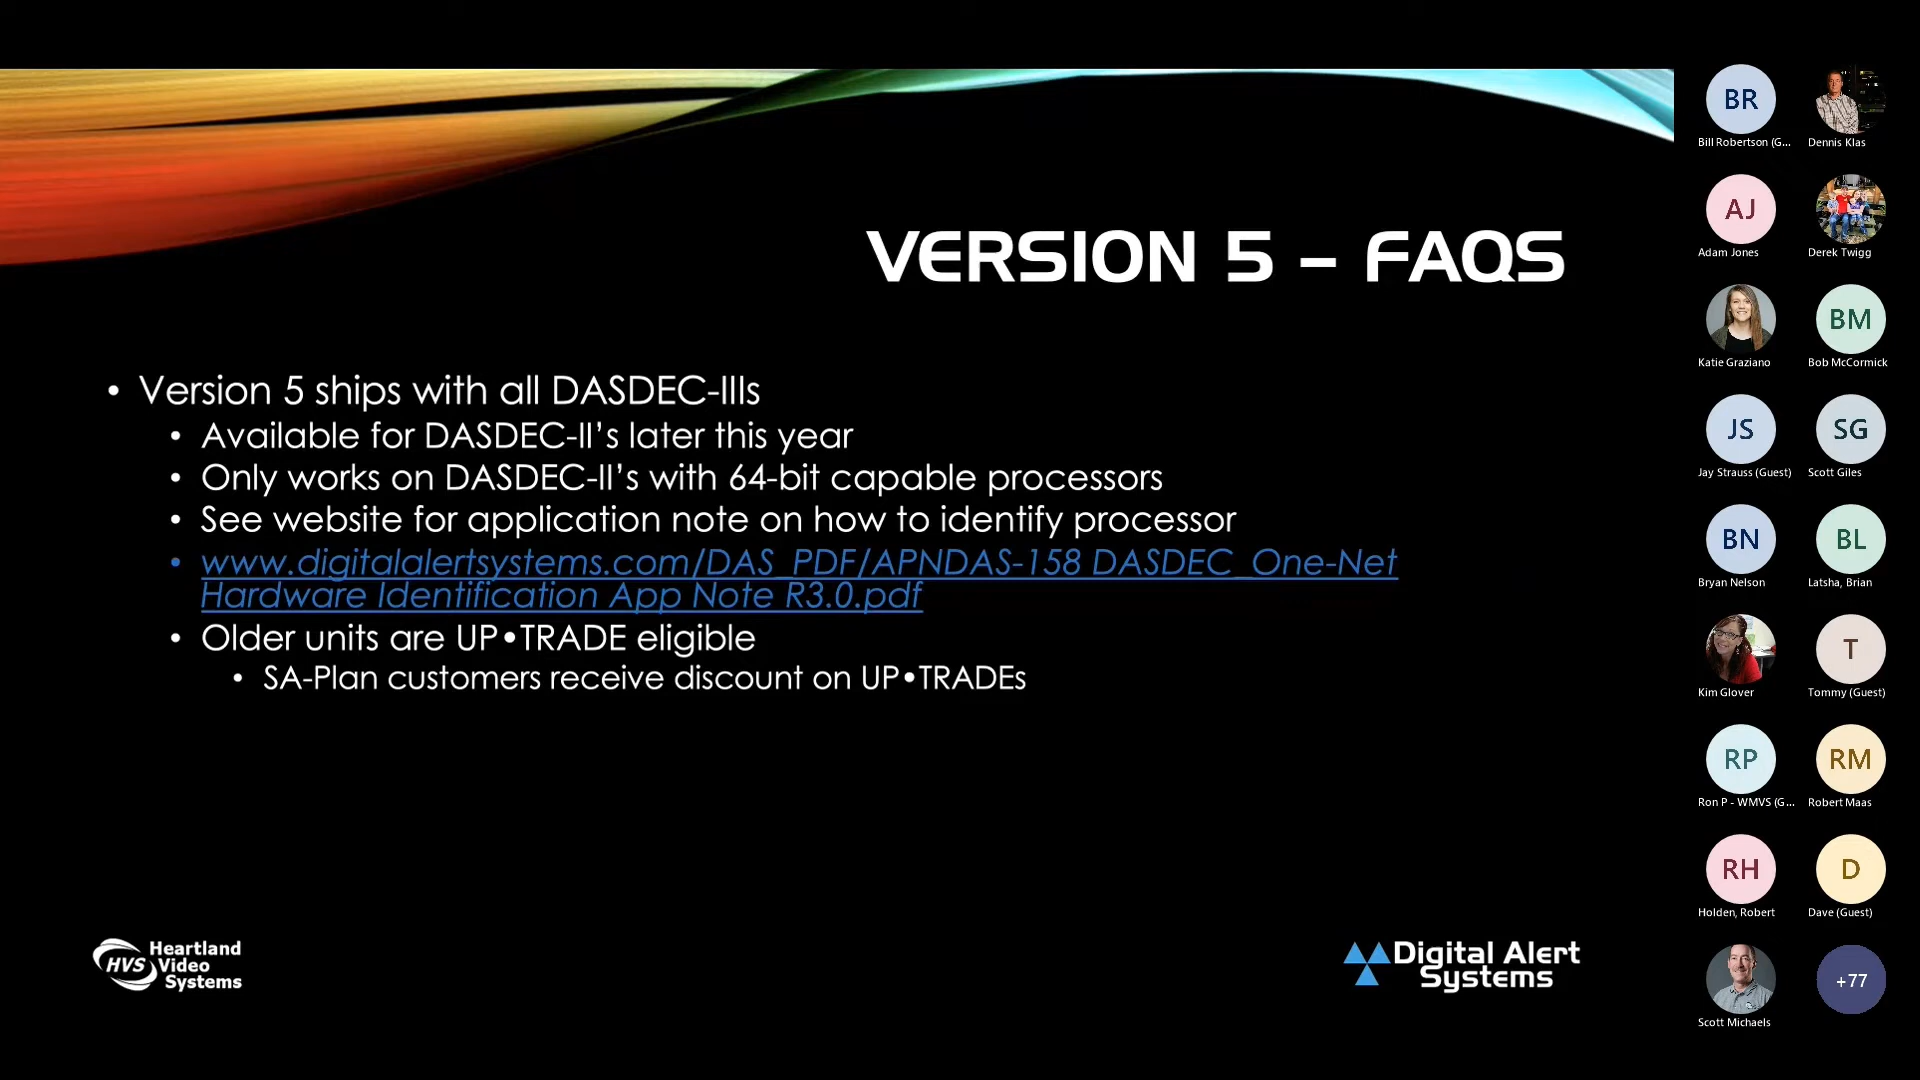 VERSION 5 – FAQS
• Version 5 ships with all DASDEC-IIIs
• Available for DASDEC-II’s later this year
• Only works on DASDEC-II’s with 64-bit capable processors
• See website for application note on how to identify processor
• www.digitalalertsystems.com/DAS_PDF/APNDAS-158 DASDEC_One-Net
Hardware Identification App Note R3.0.pdf
• Older units are UP•TRADE eligible
• SA-Plan customers receive discount on UP•TRADEs
HVS
Heartland
Video
Systems
Digital Alert
Systems
BR
Bill Robertson (G...
Dennis Klas
AJ
Adam Jones
Derek Twigg
Katie Graziano
BM
Bob McCormick
JS
Jay Strauss (Guest)
SG
Scott Giles
BN
Bryan Nelson
BL
Latsha, Brian
Kim Glover
T
Tommy (Guest)
RP
Ron P - WMVS (G...
RM
Robert Maas
RH
Holden, Robert
D
Dave (Guest)
Scott Michaels
+77